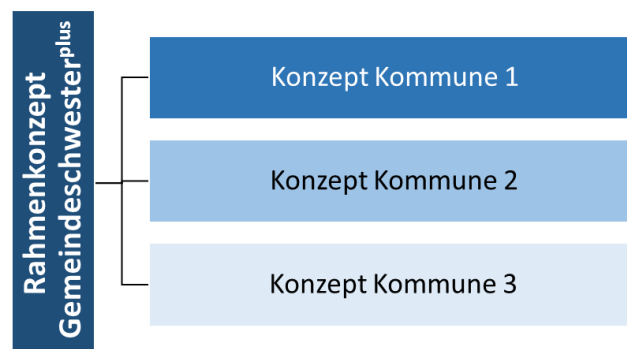 Rahmenkonzept
Gemeindeschwesterplus
Konzept Kommune 1
Konzept Kommune 2
Konzept Kommune 3